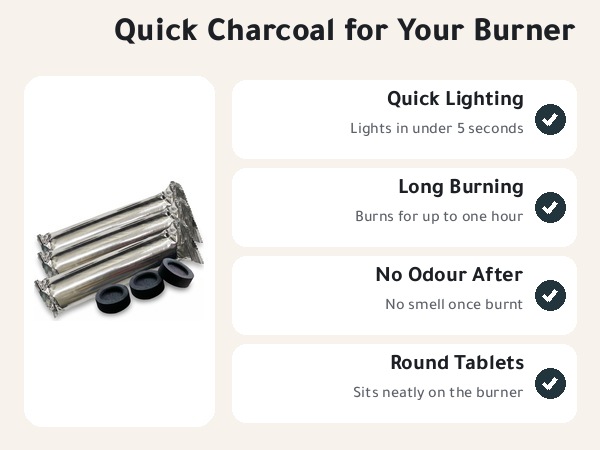 Quick Charcoal for Your Burner
Quick Lighting
Lights in under 5 seconds
Long Burning
Burns for up to one hour
No Odour After
No smell once burnt
Round Tablets
Sits neatly on the burner